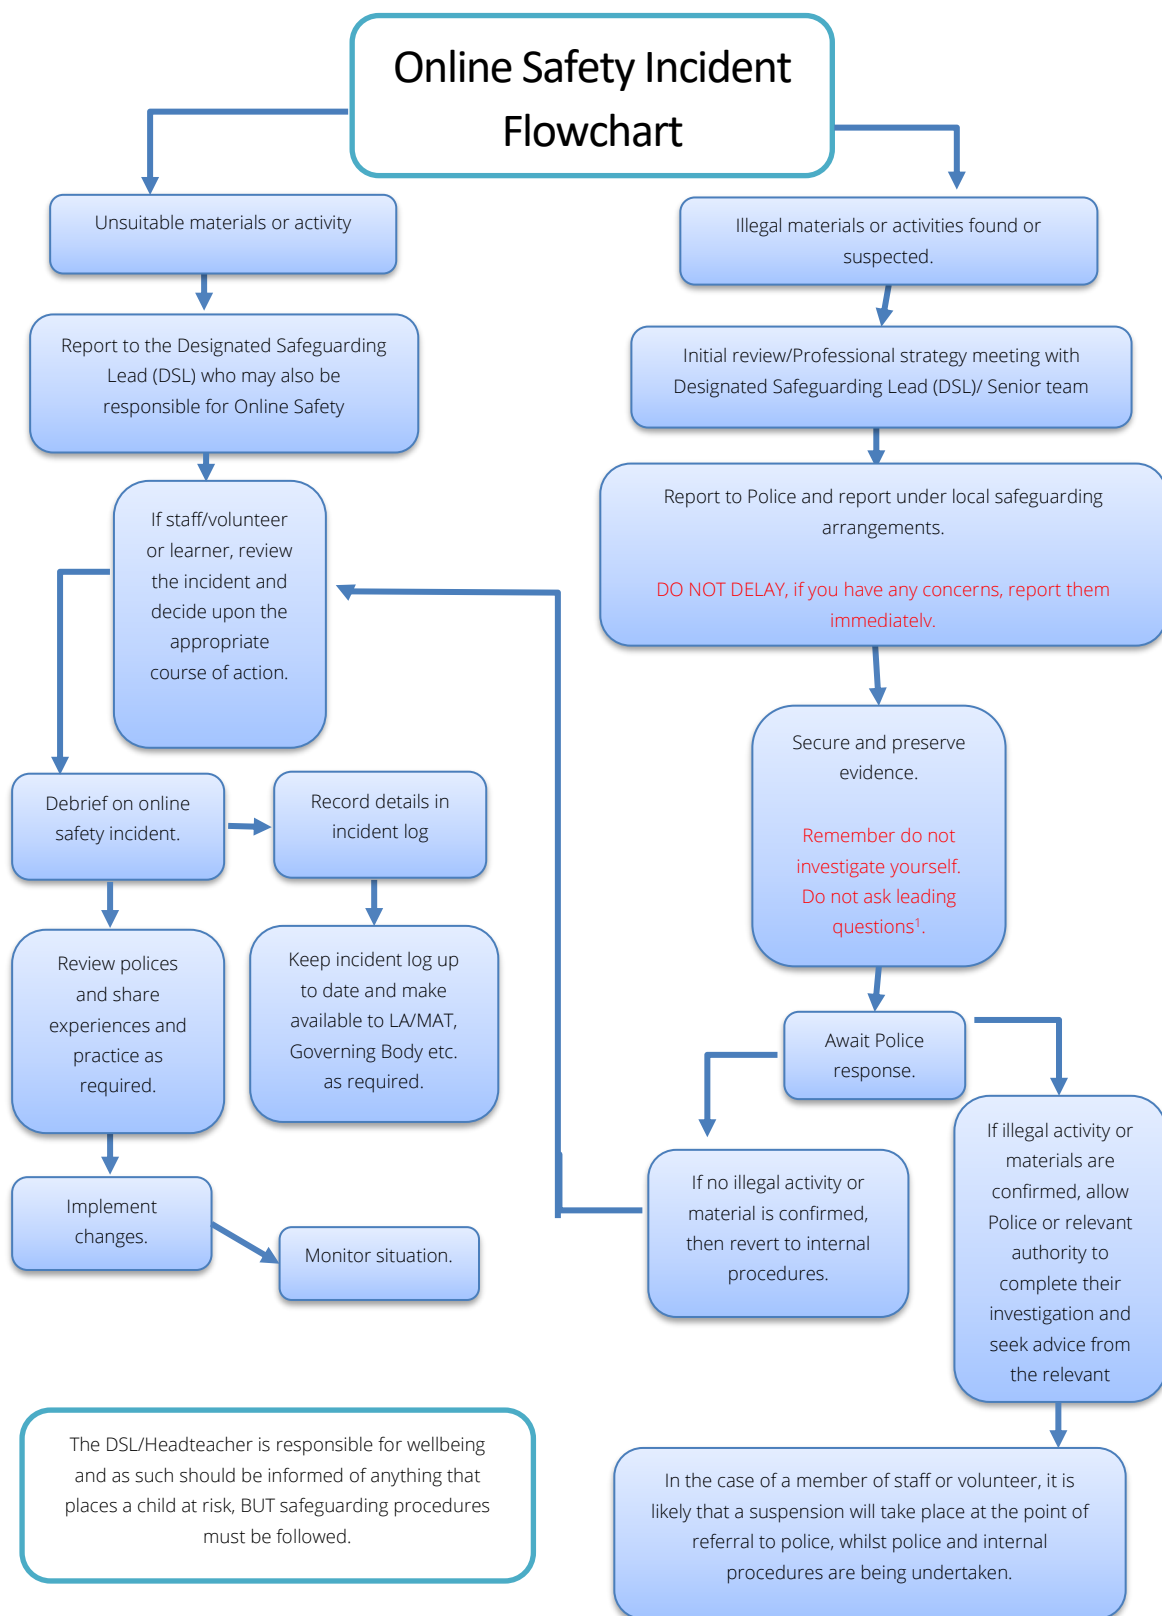 Online Safety Incident
Flowchart
Unsuitable materials or activity
Report to the Designated Safeguarding
Lead (DSL) who may also be
responsible for Online Safety
If staff/volunteer
or learner, review
the incident and
decide upon the
appropriate
course of action.
Debrief on online
safety incident.
Record details in
incident log
Review polices
and share
experiences and
practice as
required.
Keep incident log up
to date and make
available to LA/MAT,
Governing Body etc.
as required.
Implement
changes.
Monitor situation.
Illegal materials or activities found or
suspected.
Initial review/Professional strategy meeting with
Designated Safeguarding Lead (DSL)/ Senior team
Report to Police and report under local safeguarding
arrangements.
DO NOT DELAY, if you have any concerns, report them
immediately.
Secure and preserve
evidence.
Remember do not
investigate yourself.
Do not ask leading
questions¹.
Await Police
response.
If no illegal activity or
material is confirmed,
then revert to internal
procedures.
If illegal activity or
materials are
confirmed, allow
Police or relevant
authority to
complete their
investigation and
seek advice from
the relevant
In the case of a member of staff or volunteer, it is
likely that a suspension will take place at the point of
referral to police, whilst police and internal
procedures are being undertaken.
The DSL/Headteacher is responsible for wellbeing
and as such should be informed of anything that
places a child at risk, BUT safeguarding procedures
must be followed.